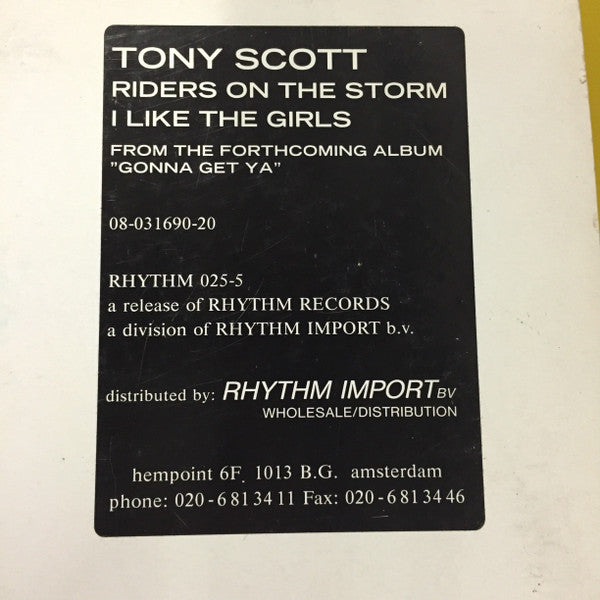 TONY SCOTT
RIDERS ON THE STORM
I LIKE THE GIRLS
FROM THE FORTHCOMING ALBUM
"GONNA GET YA"
08-031690-20
RHYTHM 025-5
a release of RHYTHM RECORDS
a division of RHYTHM IMPORT b.v.
distributed by: RHYTHM IMPORT BV
WHOLESALE/DISTRIBUTION
hempoint 6F. 1013 B.G. amsterdam
phone: 020-6813411 Fax: 020-6813446